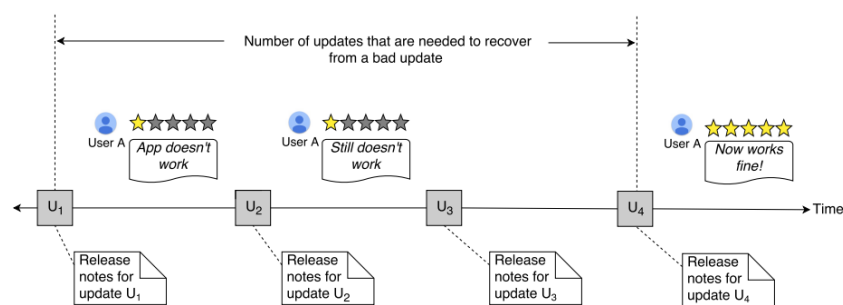 Number of updates that are needed to recover
from a bad update
User A
App doesn't
work
User A
Still doesn't
work
User A
Now works
fine!
U1
U2
U3
U4
Time
Release
notes for
update U1
Release
notes for
update U2
Release
notes for
update U3
Release
notes for
update U4